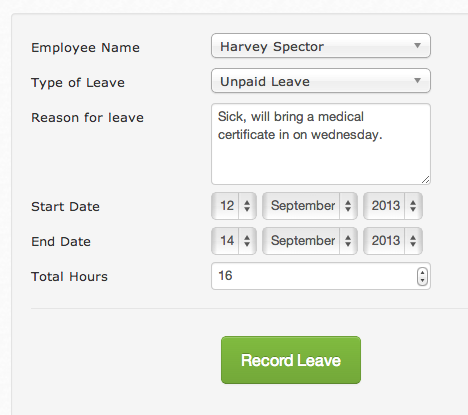 Employee Name Harvey Spector
Type of Leave Unpaid Leave
Reason for leave Sick, will bring a medical
certificate in on wednesday.
Start Date 12 September 2013
End Date 14 September 2013
Total Hours 16
Record Leave